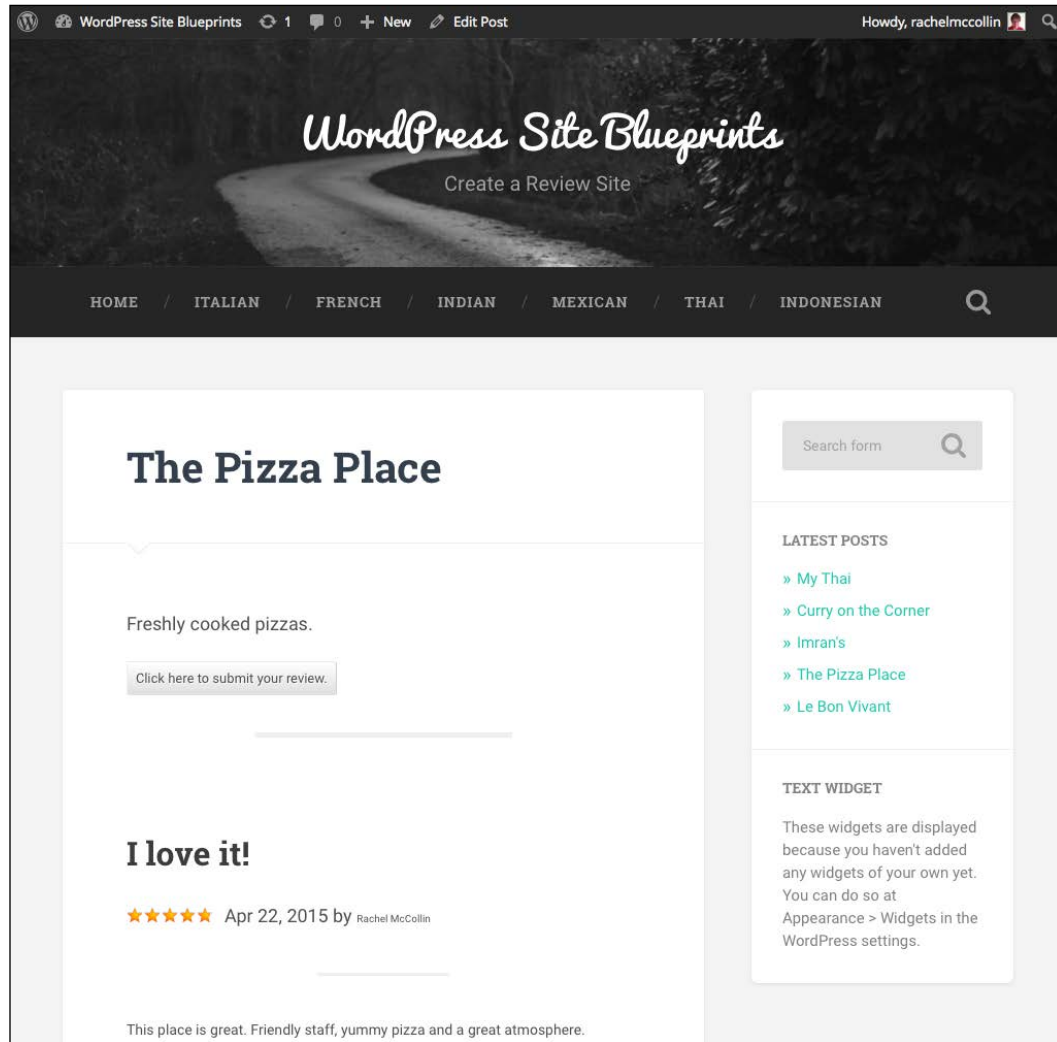 WordPress Site Blueprints 1 0 + New Edit Post Howdy, rachelmccollin
WordPress Site Blueprints
Create a Review Site
HOME / ITALIAN / FRENCH / INDIAN / MEXICAN / THAI / INDONESIAN
The Pizza Place
Freshly cooked pizzas.
Click here to submit your review.
I love it!
Apr 22, 2015 by Rachel McCollin
This place is great. Friendly staff, yummy pizza and a great atmosphere.
Search form
LATEST POSTS
» My Thai
» Curry on the Corner
» Imran's
» The Pizza Place
» Le Bon Vivant
TEXT WIDGET
These widgets are displayed
because you haven't added
any widgets of your own yet.
You can do so at
Appearance > Widgets in the
WordPress settings.